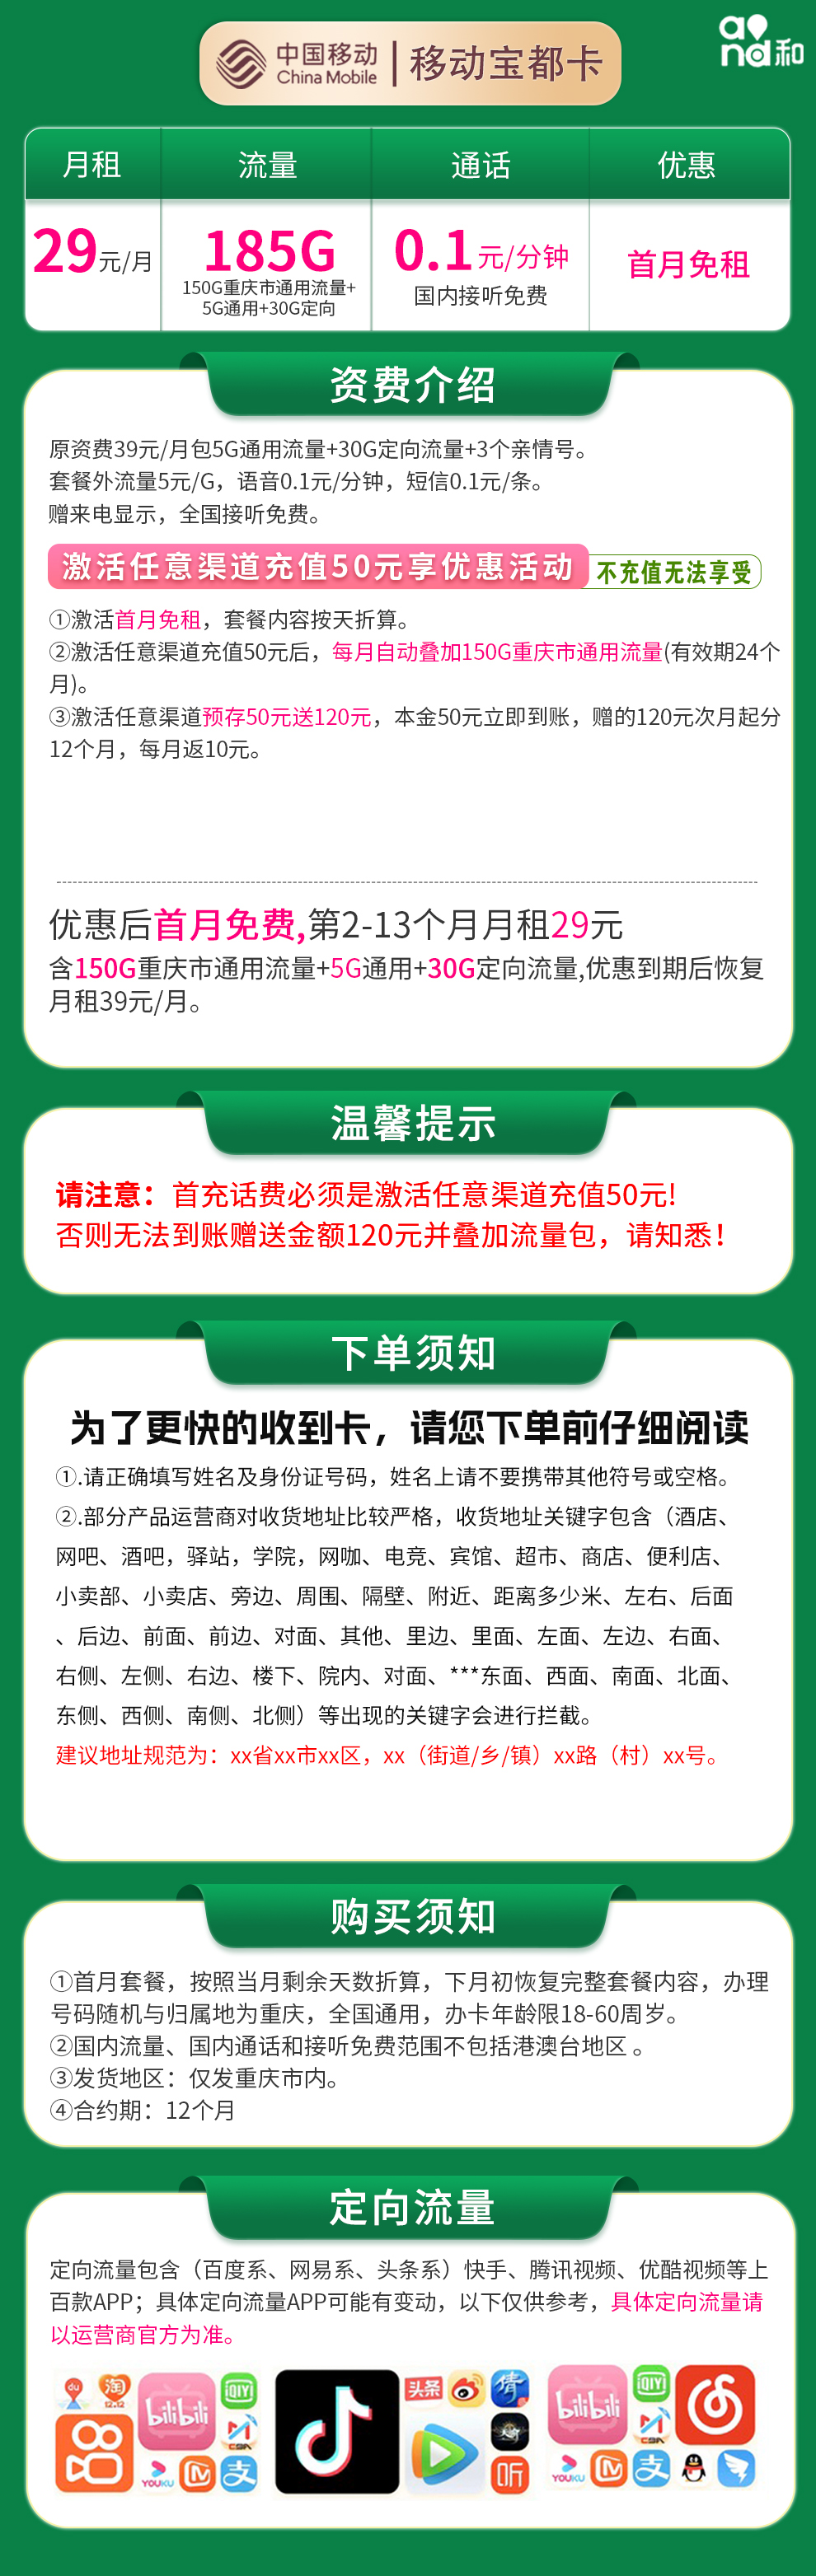 中国移动
China Mobile
移动宝都卡
and和
月租 流量 通话 优惠
29元/月
185G
150G重庆市通用流量+
5G通用+30G定向
0.1元/分钟
国内接听免费
首月免租
资费介绍
原资费39元/月包5G通用流量+30G定向流量+3个亲情号。
套餐外流量5元/G，语音0.1元/分钟，短信0.1元/条。
赠来电显示，全国接听免费。
激活任意渠道充值50元享优惠活动 不充值无法享受
①激活首月免租，套餐内容按天折算。
②激活任意渠道充值50元后，每月自动叠加150G重庆市通用流量(有效期24个
月)。
③激活任意渠道预存50元送120元，本金50元立即到账，赠的120元次月起分
12个月，每月返10元。
优惠后首月免费,第2-13个月月租29元
含150G重庆市通用流量+5G通用+30G定向流量,优惠到期后恢复
月租39元/月。
温馨提示
请注意：首充话费必须是激活任意渠道充值50元!
否则无法到账赠送金额120元并叠加流量包，请知悉！
下单须知
为了更快的收到卡，请您下单前仔细阅读
①.请正确填写姓名及身份证号码，姓名上请不要携带其他符号或空格。
②.部分产品运营商对收货地址比较严格，收货地址关键字包含（酒店、
网吧、酒吧，驿站，学院，网咖、电竞、宾馆、超市、商店、便利店、
小卖部、小卖店、旁边、周围、隔壁、附近、距离多少米、左右、后面
、后边、前面、前边、对面、其他、里边、里面、左面、左边、右面、
右侧、左侧、右边、楼下、院内、对面、***东面、西面、南面、北面、
东侧、西侧、南侧、北侧）等出现的关键字会进行拦截。
建议地址规范为：xx省xx市xx区，xx（街道/乡/镇）xx路（村）xx号。
购买须知
①首月套餐，按照当月剩余天数折算，下月初恢复完整套餐内容，办理
号码随机与归属地为重庆，全国通用，办卡年龄限18-60周岁。
②国内流量、国内通话和接听免费范围不包括港澳台地区 。
③发货地区：仅发重庆市内。
④合约期：12个月
定向流量
定向流量包含（百度系、网易系、头条系）快手、腾讯视频、优酷视频等上
百款APP；具体定向流量APP可能有变动，以下仅供参考，具体定向流量请
以运营商官方为准。
du 淘 12.12 bilibili iQIYI CBN YOUKU 支
头条 倩 听
bilibili iQIYI CBN YOUKU 支